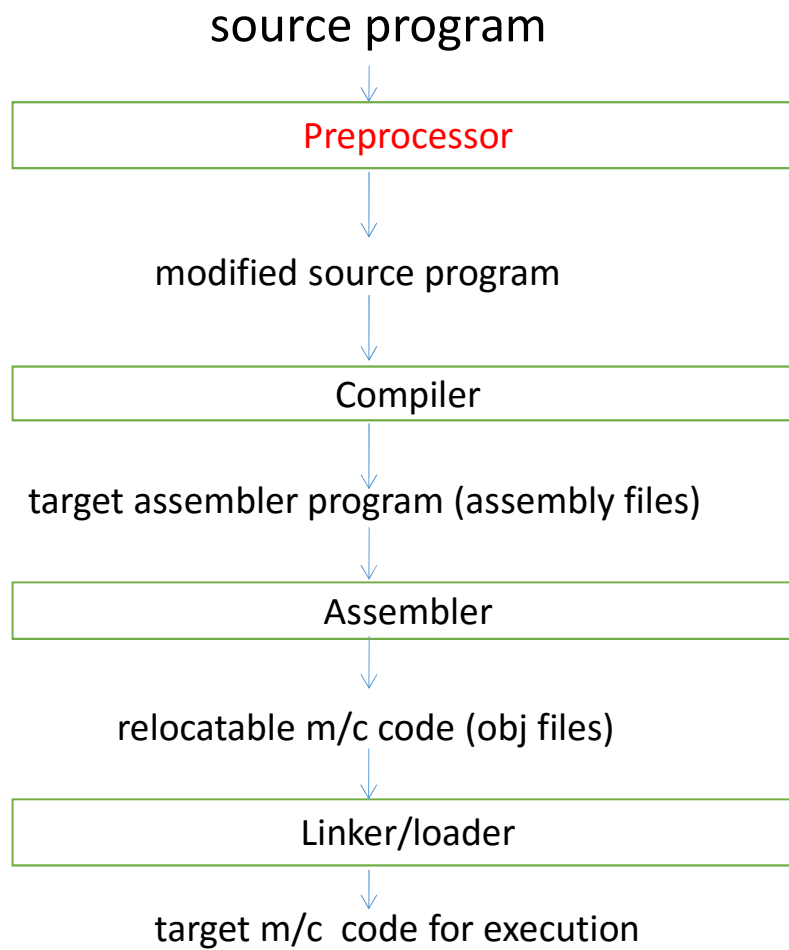 source program
Preprocessor
modified source program
Compiler
target assembler program (assembly files)
Assembler
relocatable m/c code (obj files)
Linker/loader
target m/c  code for execution